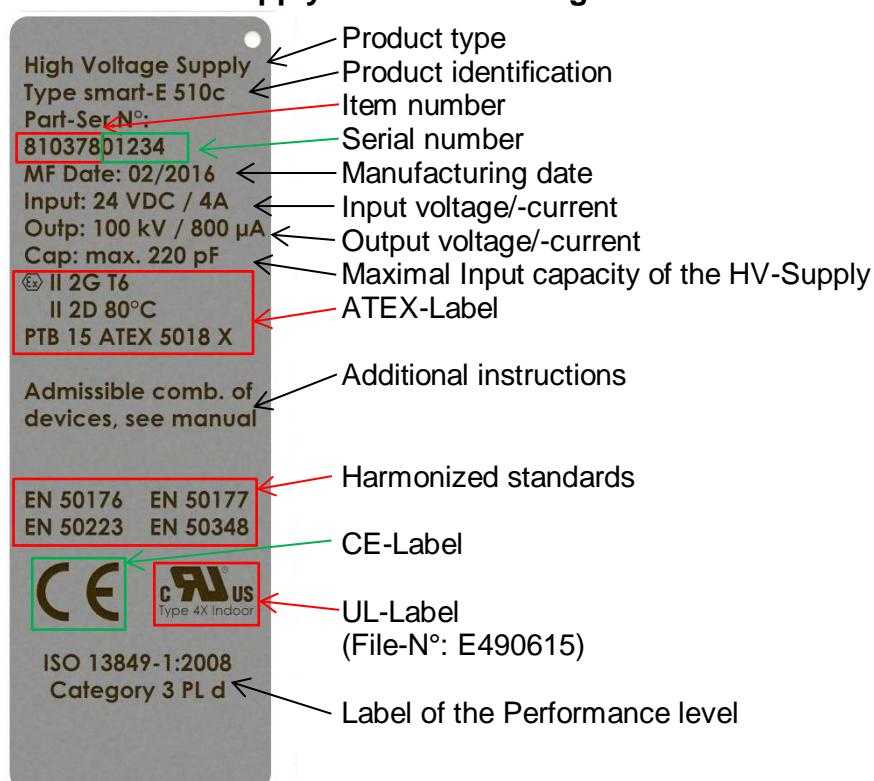 High Voltage Supply
Type smart-E 510c
Part-Ser N°:
81037801234
MF Date: 02/2016
Input: 24 VDC / 4A
Outp: 100 kV / 800 µA
Cap: max. 220 pF
Ex II 2G T6
II 2D 80°C
PTB 15 ATEX 5018 X
Admissible comb. of
devices, see manual
EN 50176 EN 50177
EN 50223 EN 50348
CE
C RU ® US
Type 4X Indoor
ISO 13849-1:2008
Category 3 PL d
Product type
Product identification
Item number
Serial number
Manufacturing date
Input voltage/-current
Output voltage/-current
Maximal Input capacity of the HV-Supply
ATEX-Label
Additional instructions
Harmonized standards
CE-Label
UL-Label
(File-N°: E490615)
Label of the Performance level